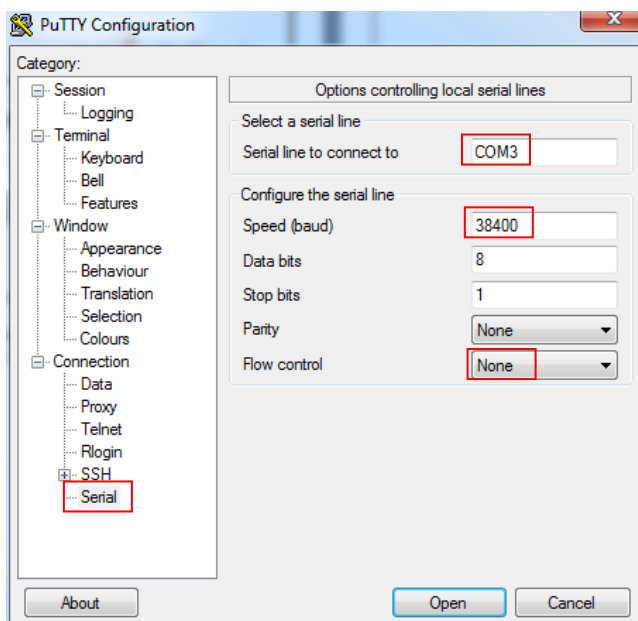 PuTTY Configuration
Category:
Session
Logging
Terminal
Keyboard
Bell
Features
Window
Appearance
Behaviour
Translation
Selection
Colours
Connection
Data
Proxy
Telnet
Rlogin
SSH
Serial
Options controlling local serial lines
Select a serial line
Serial line to connect to COM3
Configure the serial line
Speed (baud) 38400
Data bits 8
Stop bits 1
Parity None
Flow control None
About Open Cancel